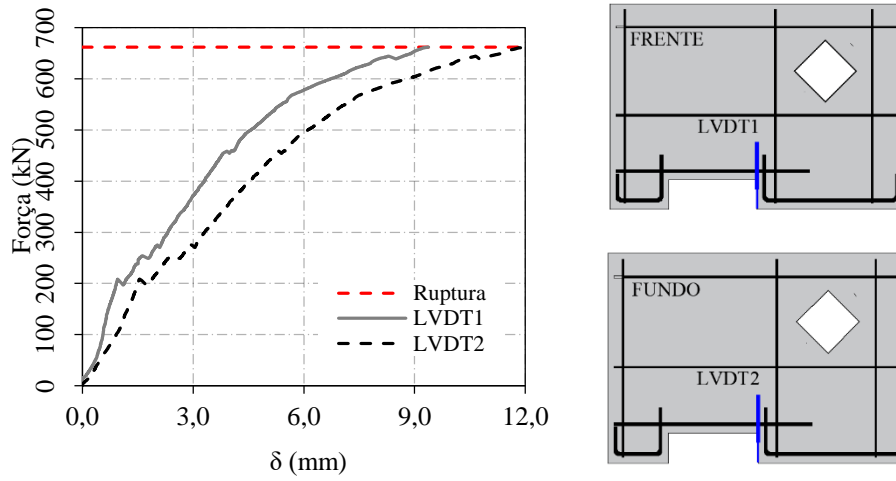 700
600
500
400
300
200
100
0
Força (kN)
Ruptura
LVDT1
LVDT2
0,0 3,0 6,0 9,0 12,0
δ (mm)
FRENTE
LVDT1
FUNDO
LVDT2